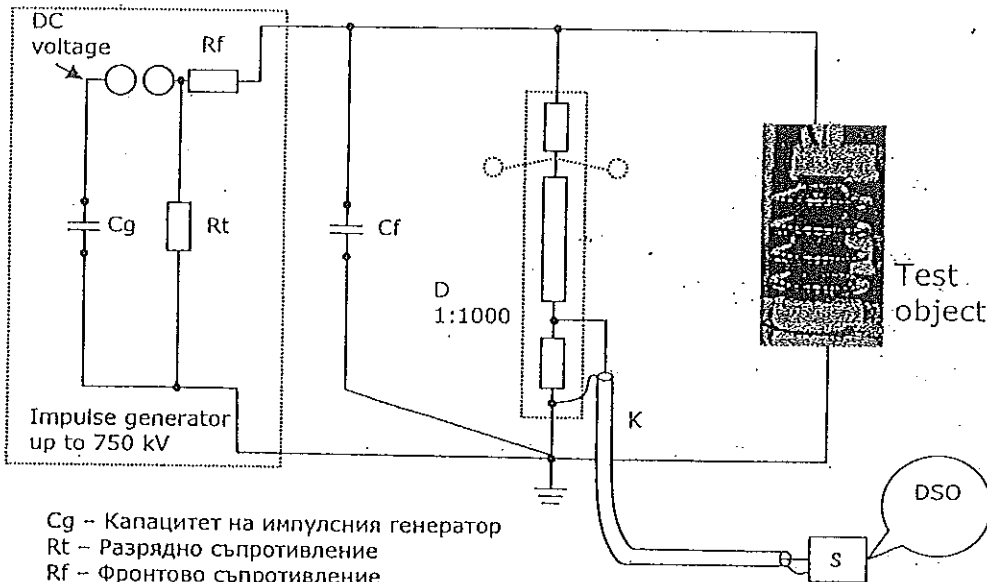 DC
voltage
Rf
Cg
Rt
Cf
D
1:1000
Test
object
K
Impulse generator
up to 750 kV
DSO
S
Cg – Капацитет на импулсния генератор
Rt – Разрядно съпротивление
Rf – Фронтово съпротивление